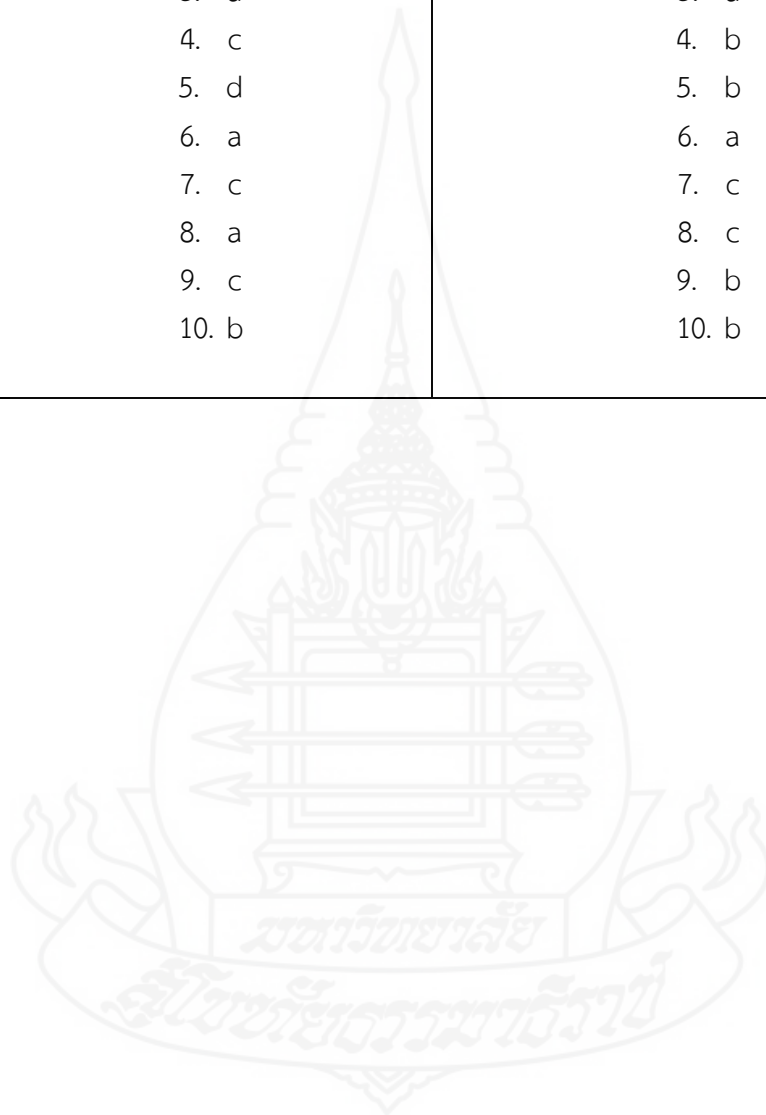 4. c
5. d
6. a
7. c
8. a
9. c
10. b
4. b
5. b
6. a
7. c
8. c
9. b
10. b
มหาวิทยาลัย
สุโขทัยธรรมาธิราช